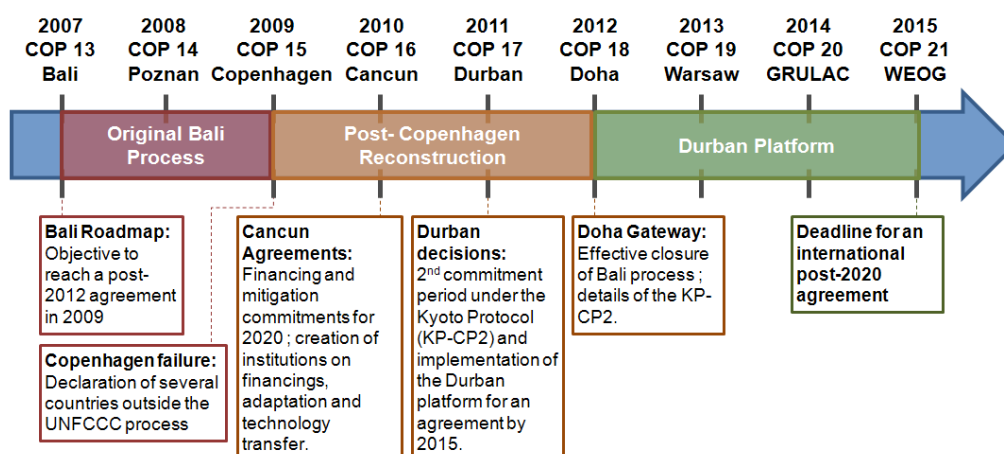 2007
COP 13
Bali
2008
COP 14
Poznan
2009
COP 15
Copenhagen
2010
COP 16
Cancun
2011
COP 17
Durban
2012
COP 18
Doha
2013
COP 19
Warsaw
2014
COP 20
GRULAC
2015
COP 21
WEOG
Original Bali
Process
Post- Copenhagen
Reconstruction
Durban Platform
Bali Roadmap:
Objective to
reach a post-
2012 agreement
in 2009
Copenhagen failure:
Declaration of several
countries outside the
UNFCCC process
Cancun
Agreements:
Financing and
mitigation
commitments for
2020 ; creation of
institutions on
financings,
adaptation and
technology
transfer.
Durban
decisions:
2nd commitment
period under the
Kyoto Protocol
(KP-CP2) and
implementation of
the Durban
platform for an
agreement by
2015.
Doha Gateway:
Effective closure
of Bali process ;
details of the KP-
CP2.
Deadline for an
international
post-2020
agreement